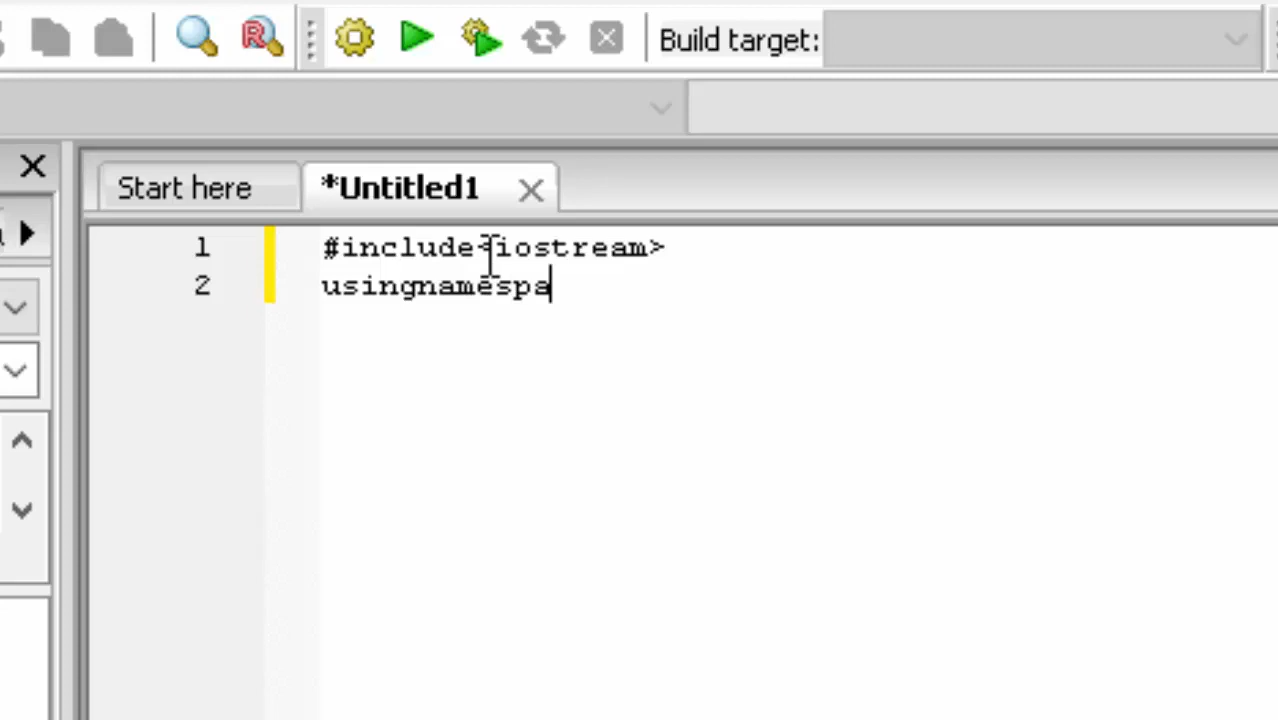 Build target:
Start here
*Untitled1
1 #include<iostream>
2 usingnamespa